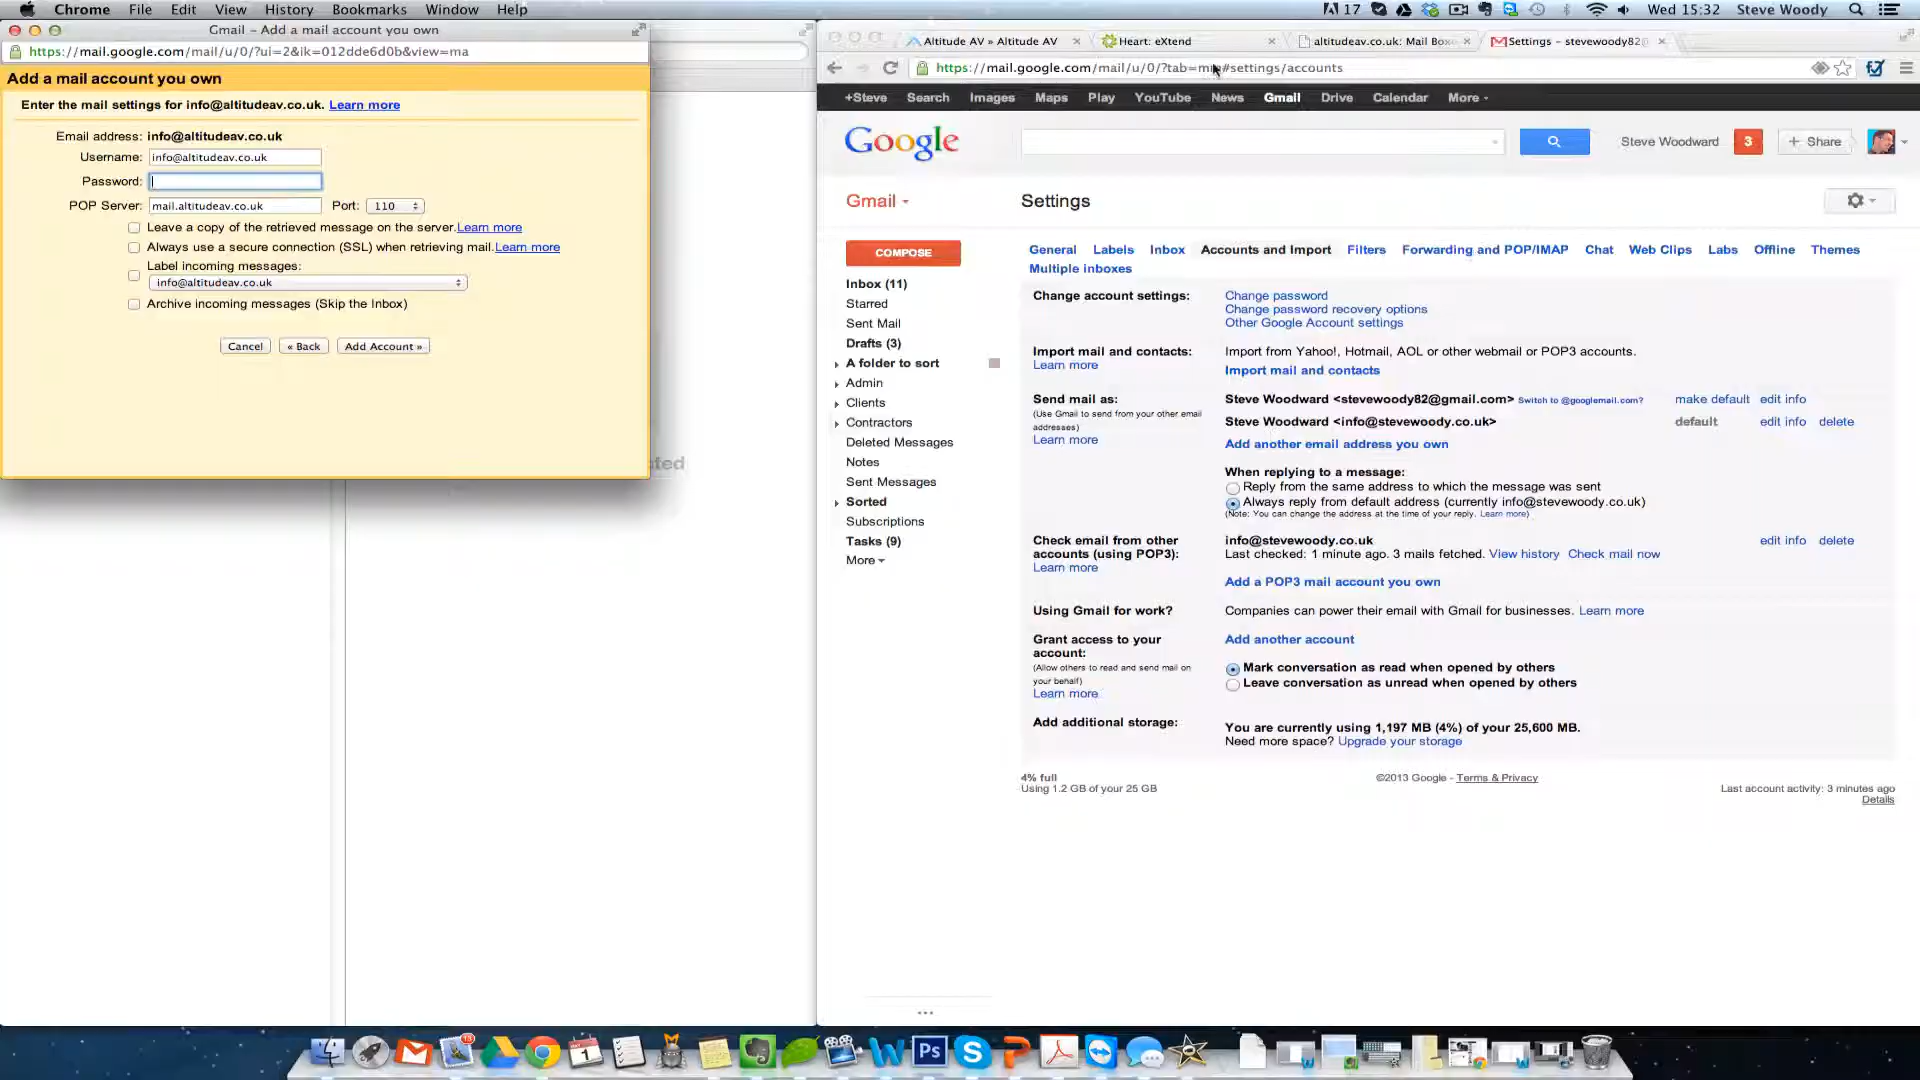 Chrome File Edit View History Bookmarks Window Help
17 Wed 15:32 Steve Woody
Gmail – Add a mail account you own
https://mail.google.com/mail/u/0/?ui=2&ik=012dde6d0b&view=ma
Add a mail account you own
Enter the mail settings for info@altitudeav.co.uk. Learn more
Email address: info@altitudeav.co.uk
Username: info@altitudeav.co.uk
Password:
POP Server: mail.altitudeav.co.uk Port: 110
Leave a copy of the retrieved message on the server. Learn more
Always use a secure connection (SSL) when retrieving mail. Learn more
Label incoming messages:
info@altitudeav.co.uk
Archive incoming messages (Skip the Inbox)
Cancel « Back Add Account »
Altitude AV » Altitude AV Heart: eXtend altitudeav.co.uk: Mail Box Settings – stevewoody82@
https://mail.google.com/mail/u/0/?tab=mm#settings/accounts
+Steve Search Images Maps Play YouTube News Gmail Drive Calendar More
Google Steve Woodward 3 + Share
Gmail Settings
COMPOSE
Inbox (11)
Starred
Sent Mail
Drafts (3)
A folder to sort
Admin
Clients
Contractors
Deleted Messages
Notes
Sent Messages
Sorted
Subscriptions
Tasks (9)
More
General Labels Inbox Accounts and Import Filters Forwarding and POP/IMAP Chat Web Clips Labs Offline Themes
Multiple inboxes
Change account settings: Change password
Change password recovery options
Other Google Account settings
Import mail and contacts: Import from Yahoo!, Hotmail, AOL or other webmail or POP3 accounts.
Learn more Import mail and contacts
Send mail as: Steve Woodward <stevewoody82@gmail.com> Switch to @googlemail.com? make default edit info
(Use Gmail to send from your other email
addresses)
Learn more
Steve Woodward <info@stevewoody.co.uk> default edit info delete
Add another email address you own
When replying to a message:
Reply from the same address to which the message was sent
Always reply from default address (currently info@stevewoody.co.uk)
(Note: You can change the address at the time of your reply. Learn more)
Check email from other
accounts (using POP3):
Learn more
info@stevewoody.co.uk edit info delete
Last checked: 1 minute ago. 3 mails fetched. View history Check mail now
Add a POP3 mail account you own
Using Gmail for work? Companies can power their email with Gmail for businesses. Learn more
Grant access to your
account:
(Allow others to read and send mail on
your behalf)
Learn more
Add another account
Mark conversation as read when opened by others
Leave conversation as unread when opened by others
Add additional storage: You are currently using 1,197 MB (4%) of your 25,600 MB.
Need more space? Upgrade your storage
4% full
Using 1.2 GB of your 25 GB
©2013 Google - Terms & Privacy
Last account activity: 3 minutes ago
Details